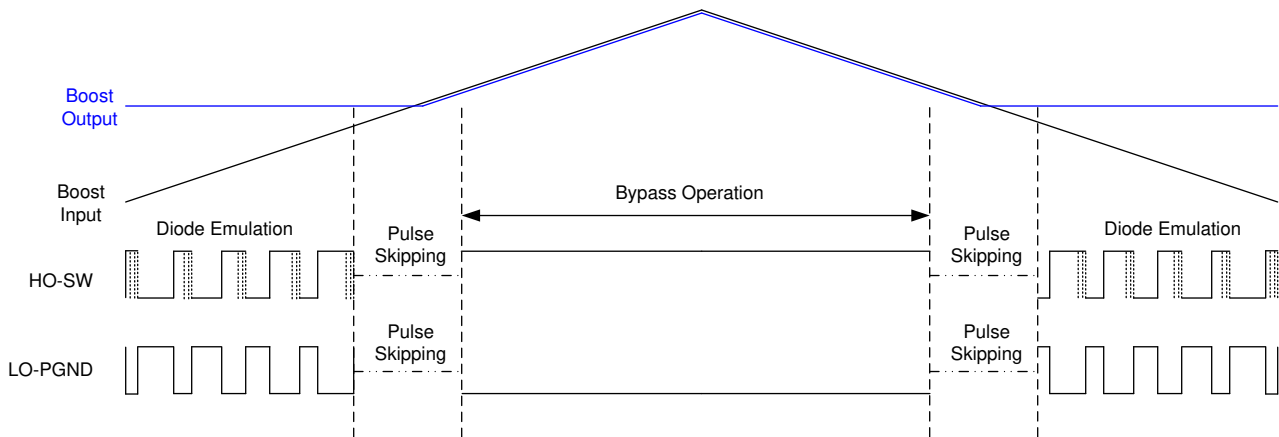 Boost
Output
Boost
Input
Bypass Operation
Diode Emulation
Pulse
Skipping
Pulse
Skipping
Diode Emulation
HO-SW
Pulse
Skipping
Pulse
Skipping
LO-PGND